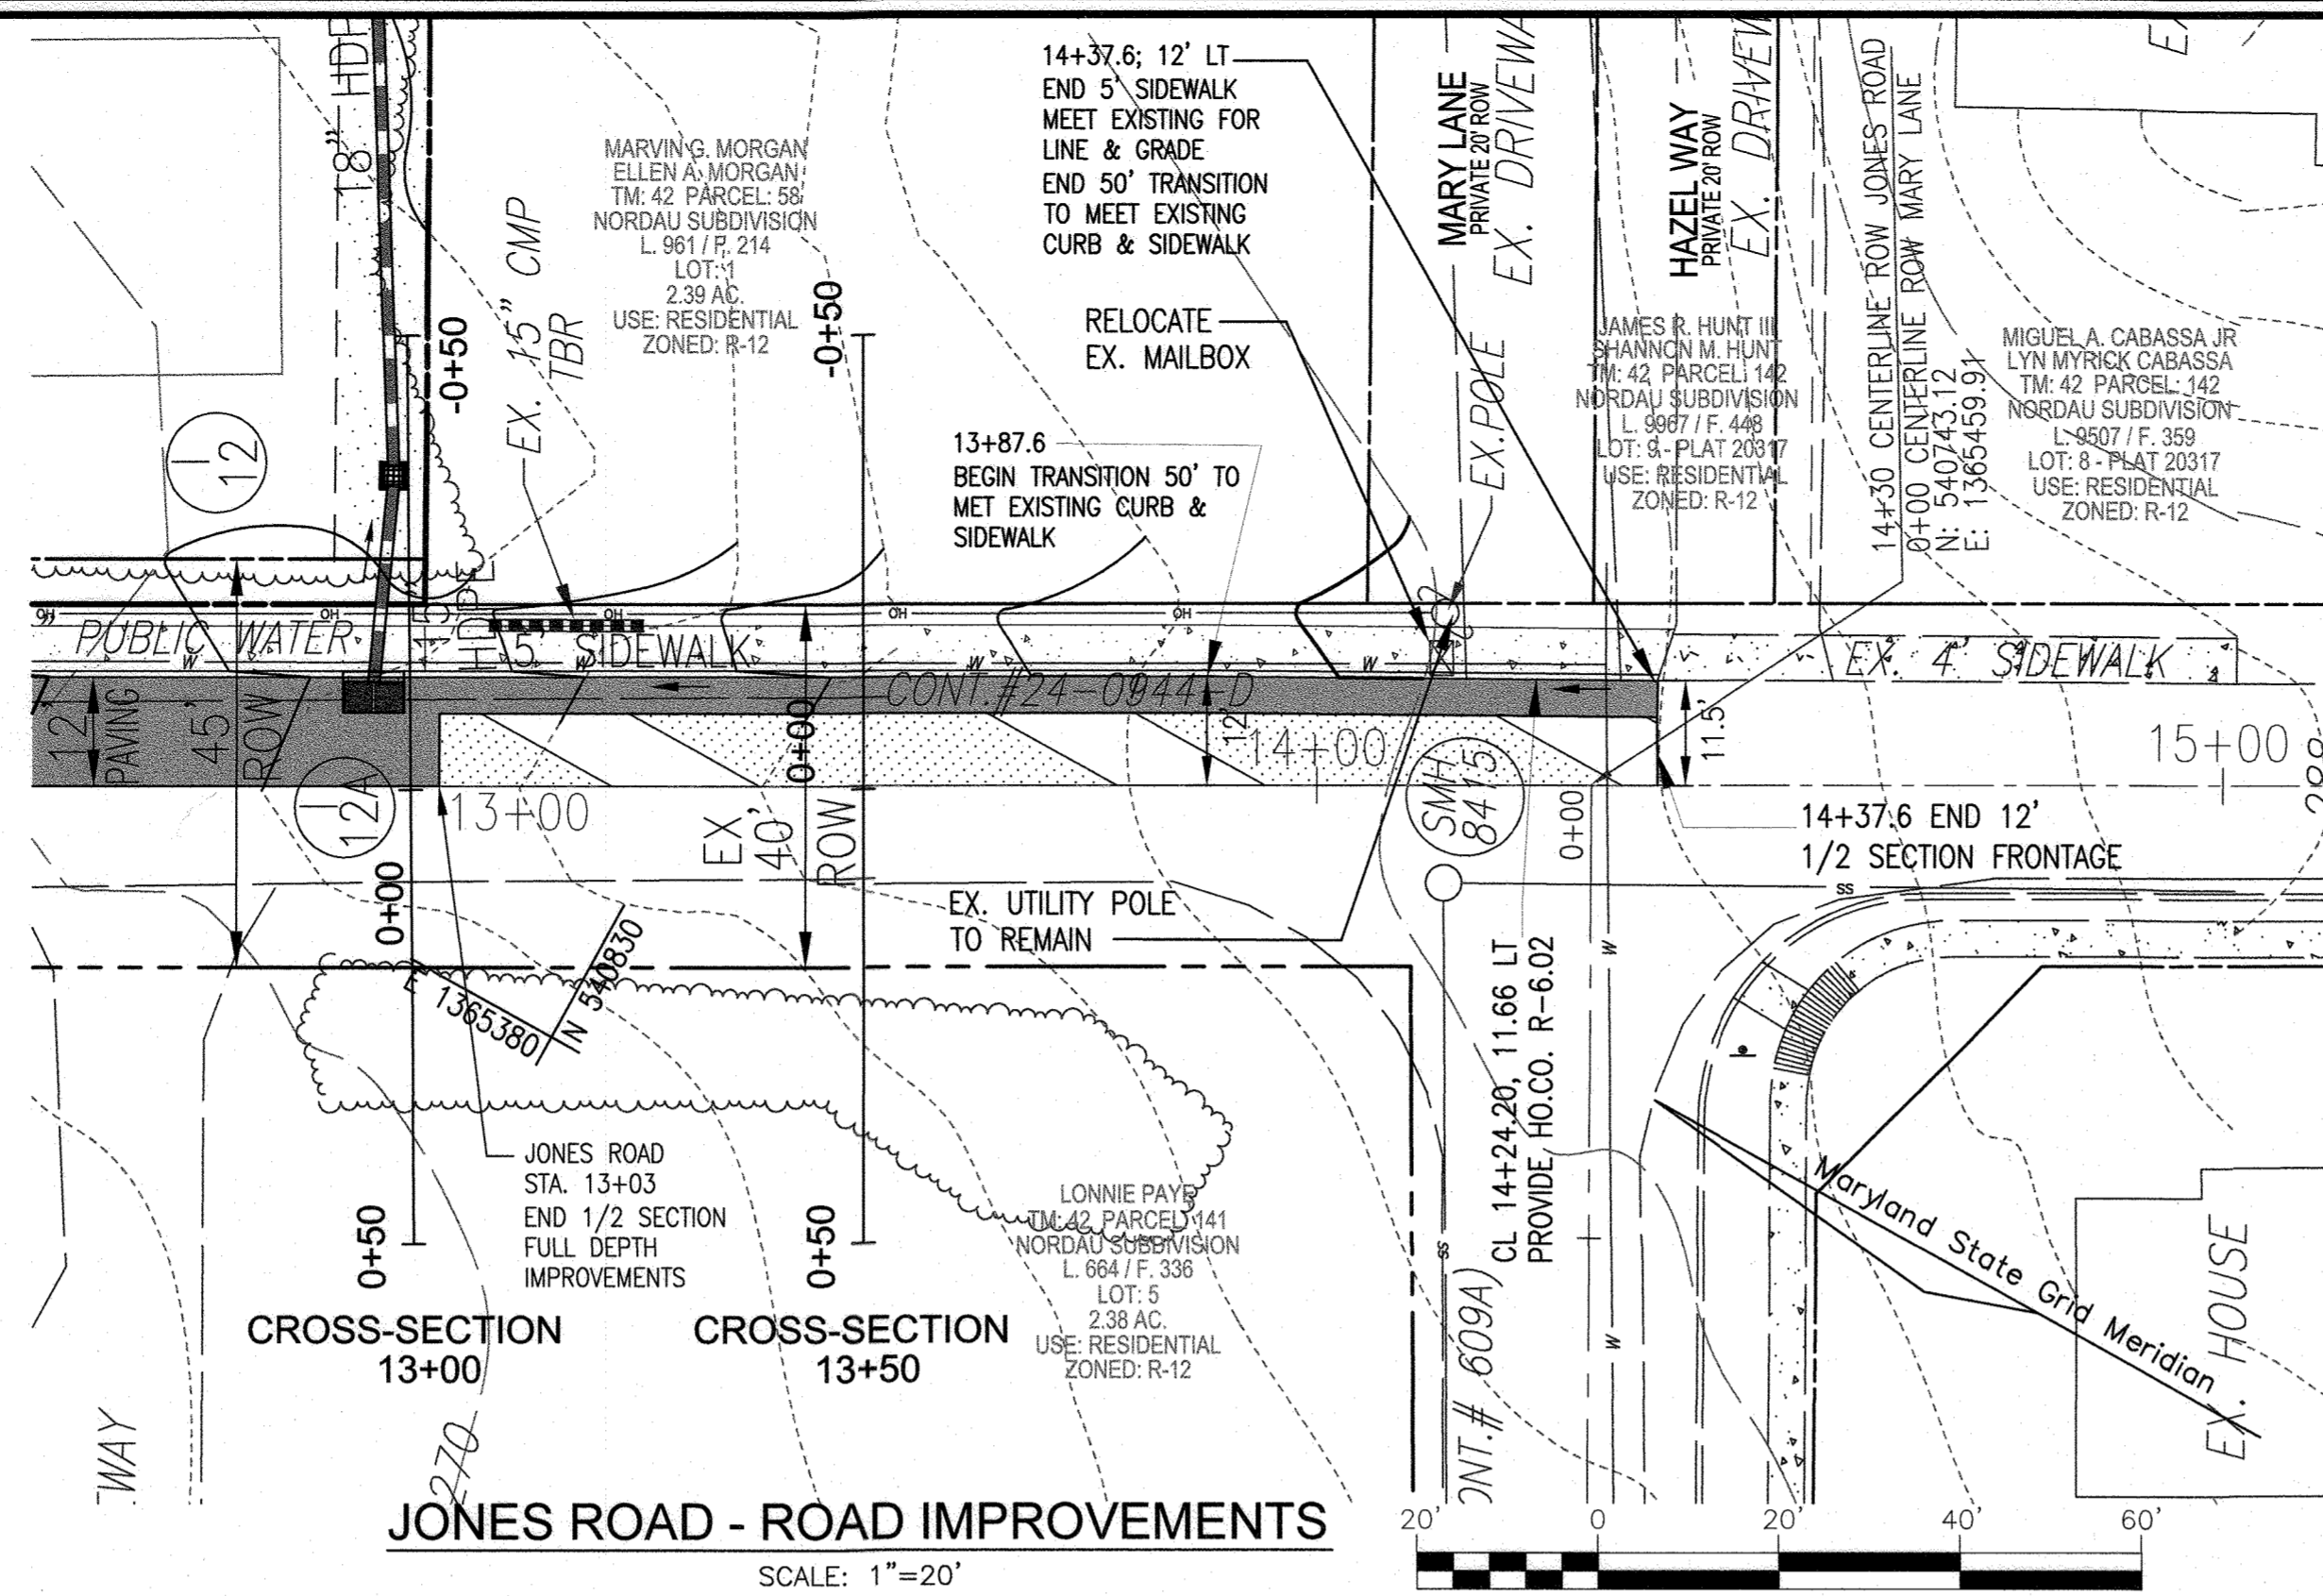 18" HDP
14+37.6; 12' LT
END 5' SIDEWALK
MEET EXISTING FOR
LINE & GRADE
END 50' TRANSITION
TO MEET EXISTING
CURB & SIDEWALK
MARY LANE
PRIVATE 20' ROW
EX. DRIVEWA
HAZEL WAY
PRIVATE 20' ROW
EX. DRIVEW
14+30 CENTERLINE ROW JONES ROAD
0+00 CENTERLINE ROW MARY LANE
N: 540743.12
E: 1365459.91
MARVIN G. MORGAN
ELLEN A. MORGAN
TM: 42 PARCEL: 58
NORDAU SUBDIVISION
L. 961 / F. 214
LOT: 1
2.39 AC.
USE: RESIDENTIAL
ZONED: R-12
EX. 15" CMP
TBR
-0+50
-0+50
RELOCATE
EX. MAILBOX
EX.POLE
JAMES R. HUNT III
SHANNON M. HUNT
TM: 42 PARCEL: 142
NORDAU SUBDIVISION
L. 9967 / F. 448
LOT: 9 - PLAT 20317
USE: RESIDENTIAL
ZONED: R-12
MIGUEL A. CABASSA JR
LYN MYRICK CABASSA
TM: 42 PARCEL: 142
NORDAU SUBDIVISION
L. 9507 / F. 359
LOT: 8 - PLAT 20317
USE: RESIDENTIAL
ZONED: R-12
I
12
13+87.6
BEGIN TRANSITION 50' TO
MET EXISTING CURB &
SIDEWALK
OH
OH
OH
OH
OH
" PUBLIC WATER
5' SIDEWALK
W
W
W
W
EX. 4' SIDEWALK
CONT.#24-0944-D
12'
PAVING
45'
ROW
I
12A
13+00
EX
40'
ROW
0+00
12'
14+00
SMH
8415
0+00
11.5'
15+00
14+37.6 END 12'
1/2 SECTION FRONTAGE
0+00
EX. UTILITY POLE
TO REMAIN
SS
W
E 1365380
N 540830
CL 14+24.20, 11.66 LT
PROVIDE HO.CO. R-6.02
JONES ROAD
STA. 13+03
END 1/2 SECTION
FULL DEPTH
IMPROVEMENTS
0+50
0+50
CROSS-SECTION
13+00
CROSS-SECTION
13+50
LONNIE PAYE
TM: 42 PARCEL: 141
NORDAU SUBDIVISION
L. 664 / F. 336
LOT: 5
2.38 AC.
USE: RESIDENTIAL
ZONED: R-12
SS
W
ONT.# 609A)
Maryland State Grid Meridian
EX. HOUSE
WAY
270
JONES ROAD - ROAD IMPROVEMENTS
SCALE: 1"=20'
20' 0 20' 40' 60'